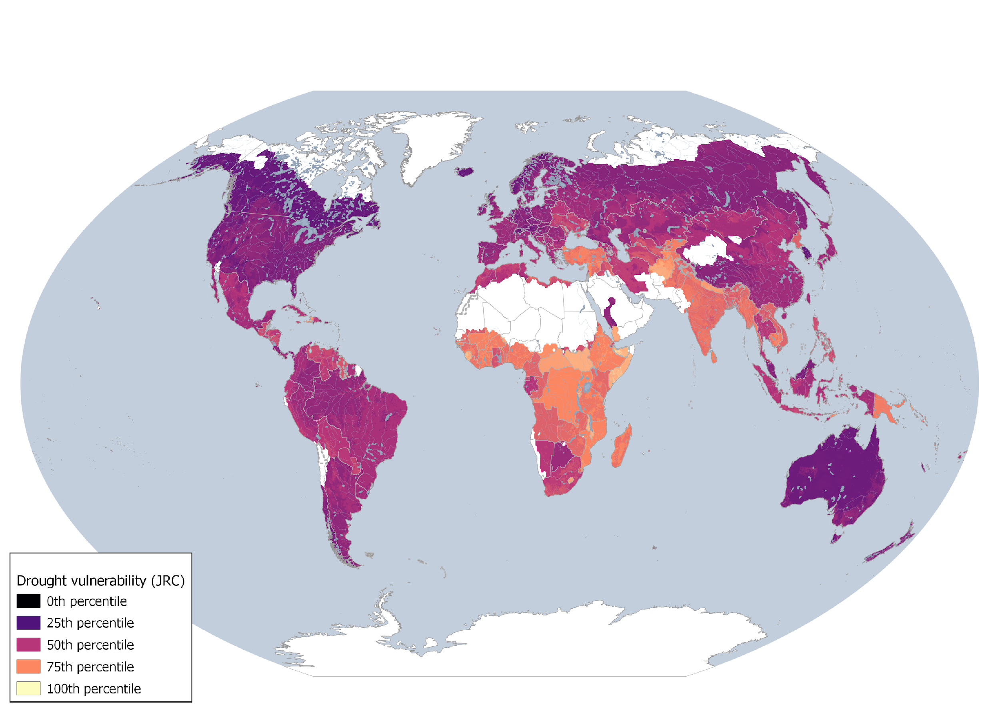 Drought vulnerability (JRC)
0th percentile
25th percentile
50th percentile
75th percentile
100th percentile